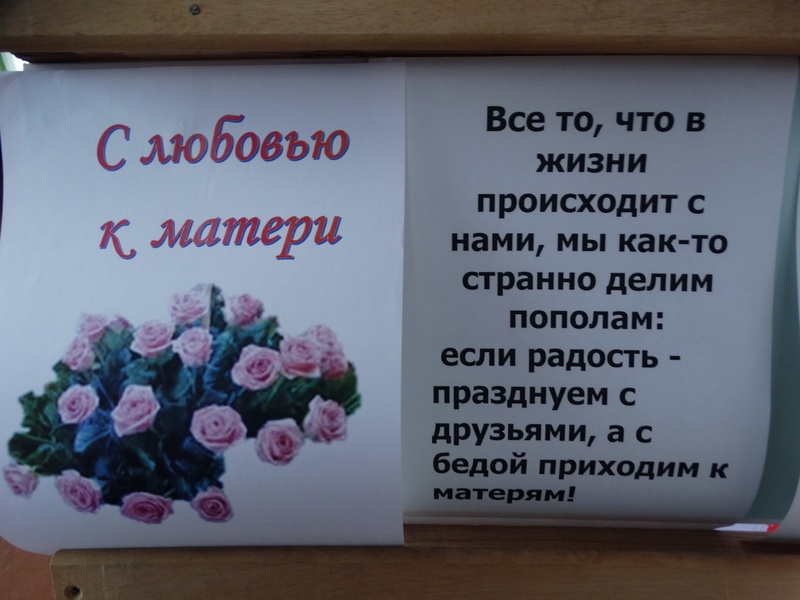 С любовью
к матери
Все то, что в
жизни
происходит с
нами, мы как-то
странно делим
пополам:
если радость -
празднуем с
друзьями, а с
бедой приходим к
матерям!